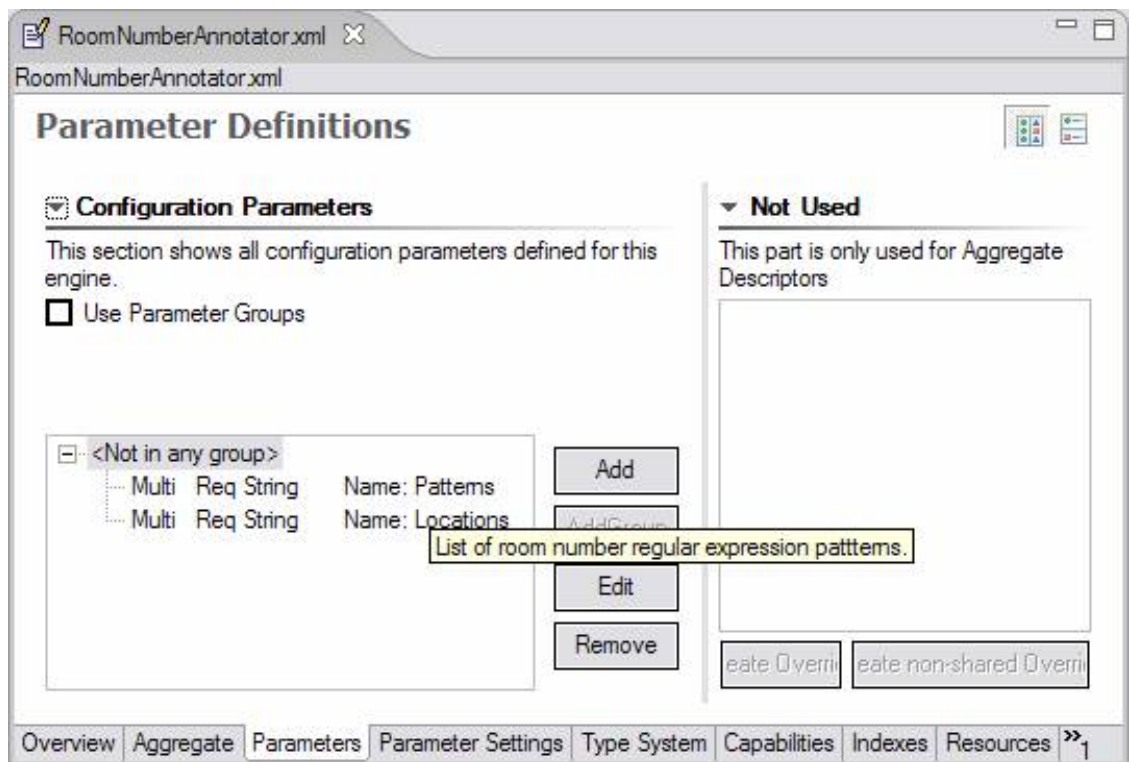 RoomNumberAnnotator.xml
RoomNumberAnnotator.xml
Parameter Definitions
Configuration Parameters
This section shows all configuration parameters defined for this
engine.
Use Parameter Groups
<Not in any group>
Multi Req String Name: Patterns
Multi Req String Name: Locations
List of room number regular expression pattterns.
Add
AddGroup
Edit
Remove
Not Used
This part is only used for Aggregate
Descriptors
eate Overri
eate non-shared Overri
Overview Aggregate Parameters Parameter Settings Type System Capabilities Indexes Resources »1